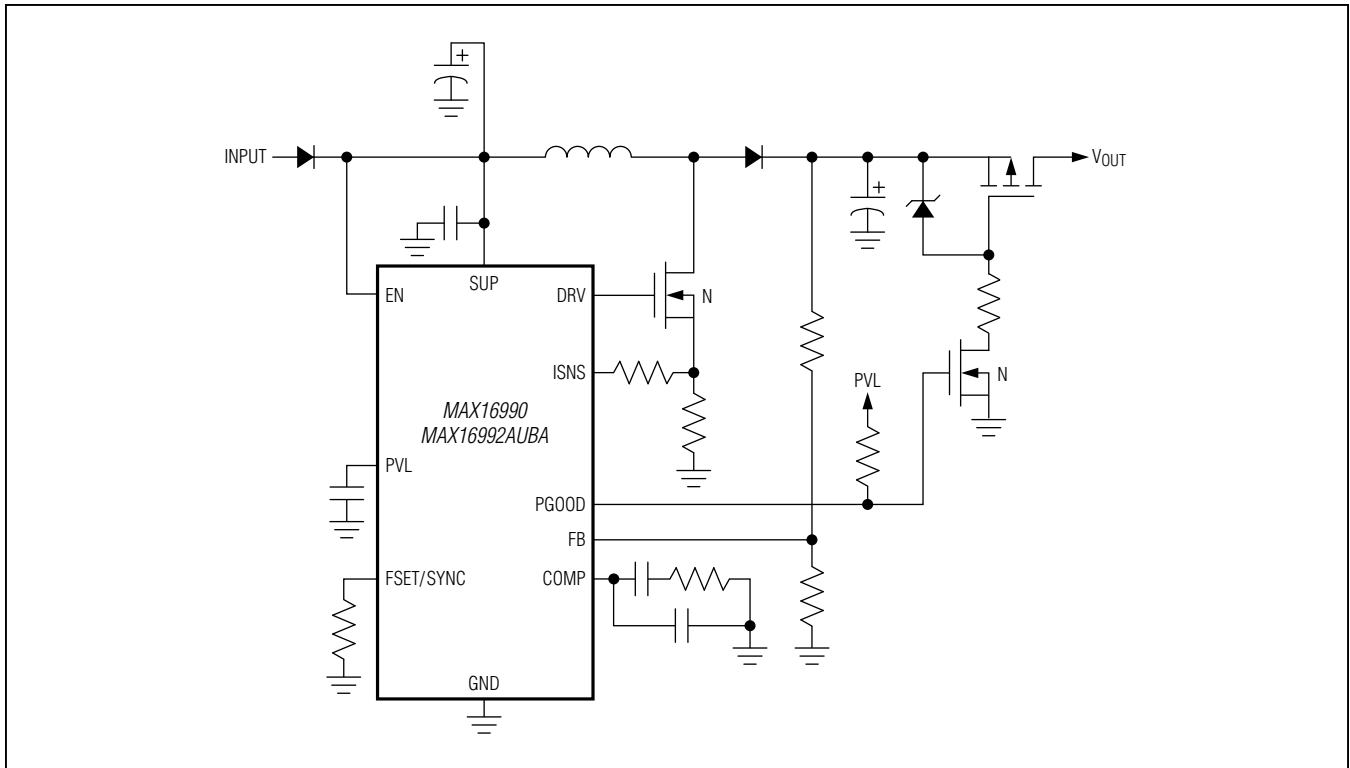 INPUT
VOUT
SUP
EN
DRV
N
ISNS
PVL
N
MAX16990
MAX16992AUBA
PVL
PGOOD
FB
FSET/SYNC
COMP
GND
+
+